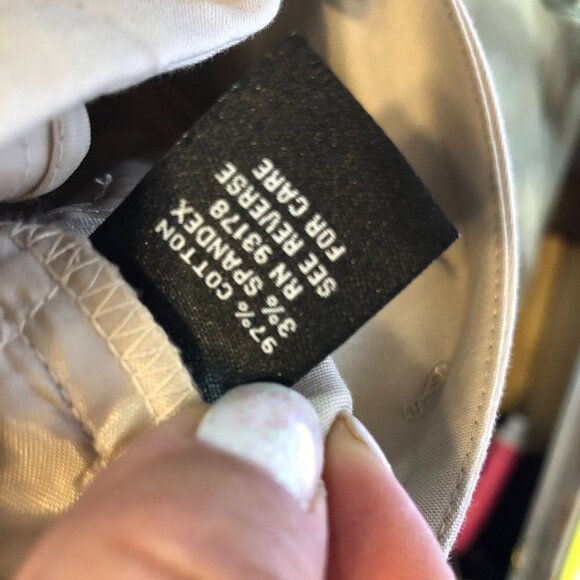 97% COTTON
3% SPANDEX
RN 93178
SEE REVERSE
FOR CARE